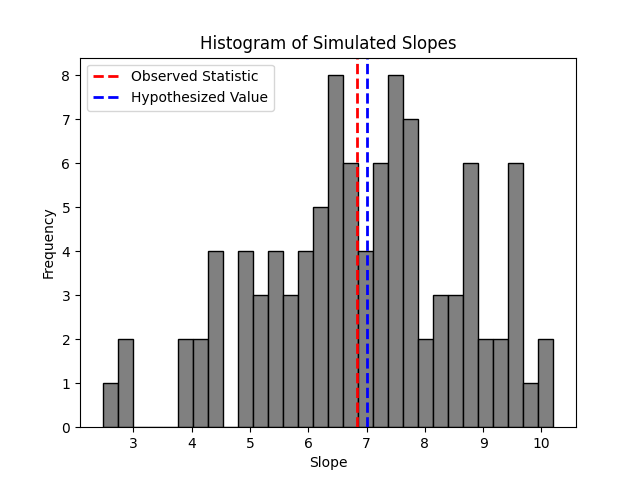 Histogram of Simulated Slopes
Observed Statistic
Hypothesized Value
8
7
6
5
4
3
2
1
0
Frequency
3 4 5 6 7 8 9 10
Slope